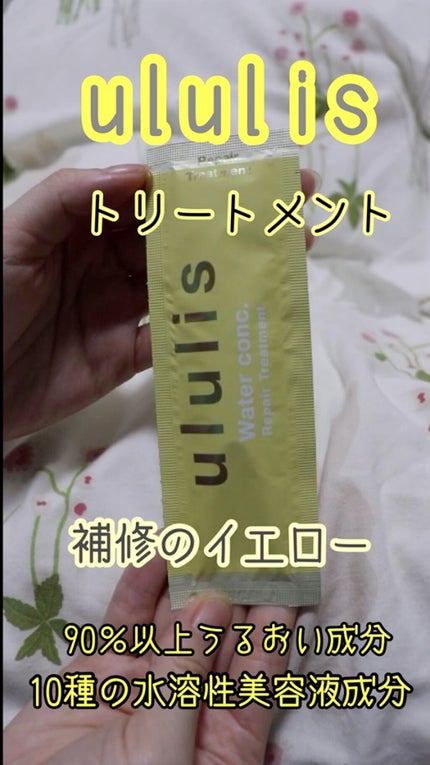 ululis
Repair
Treatment
トリートメント
ululis
Water conc.
Repair Treatment
補修のイエロー
90%以上うるおい成分
10種の水溶性美容液成分